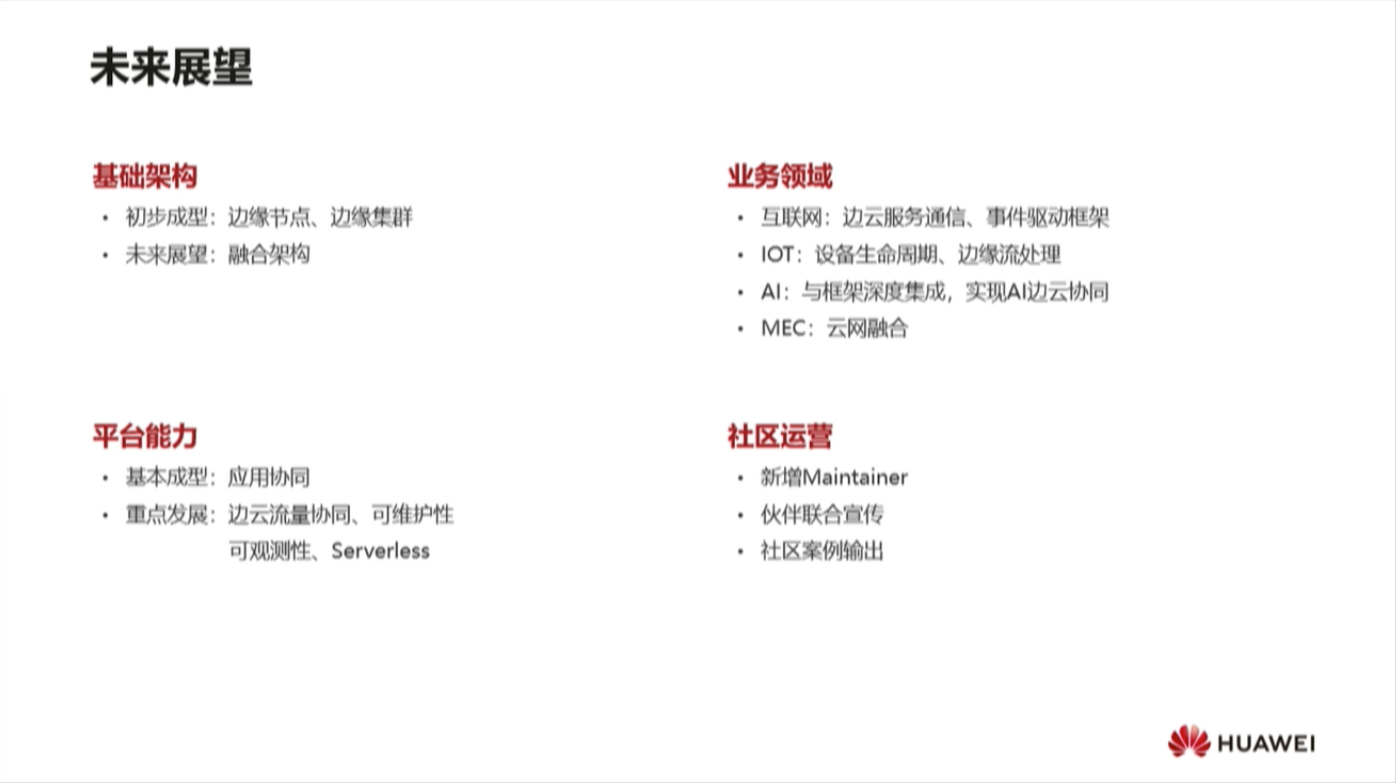 未来展望
基础架构
• 初步成型：边缘节点、边缘集群
• 未来展望：融合架构
业务领域
• 互联网：边云服务通信、事件驱动框架
• IOT：设备生命周期、边缘流处理
• AI：与框架深度集成，实现AI边云协同
• MEC：云网融合
平台能力
• 基本成型：应用协同
• 重点发展：边云流量协同、可维护性
可观测性、Serverless
社区运营
• 新增Maintainer
• 伙伴联合宣传
• 社区案例输出
HUAWEI